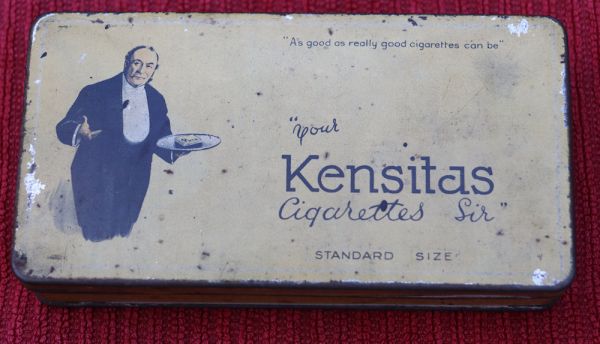 "As good as really good cigarettes can be"
"your
Kensitas
Cigarettes Sir"
STANDARD SIZE